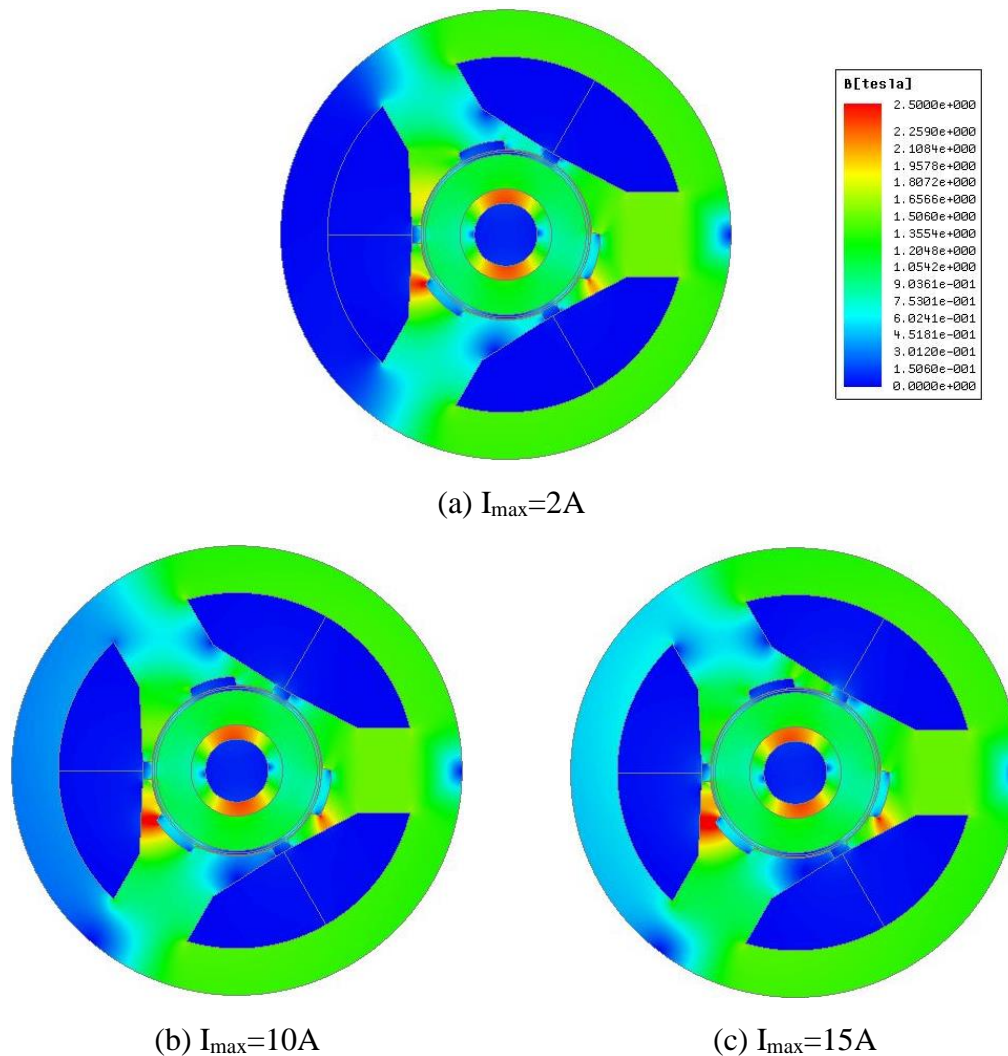 B[tesla]
2.5000e+000
2.2590e+000
2.1084e+000
1.9578e+000
1.8072e+000
1.6566e+000
1.5060e+000
1.3554e+000
1.2048e+000
1.0542e+000
9.0361e-001
7.5301e-001
6.0241e-001
4.5181e-001
3.0120e-001
1.5060e-001
0.0000e+000
(a) Imax=2A
(b) Imax=10A
(c) Imax=15A